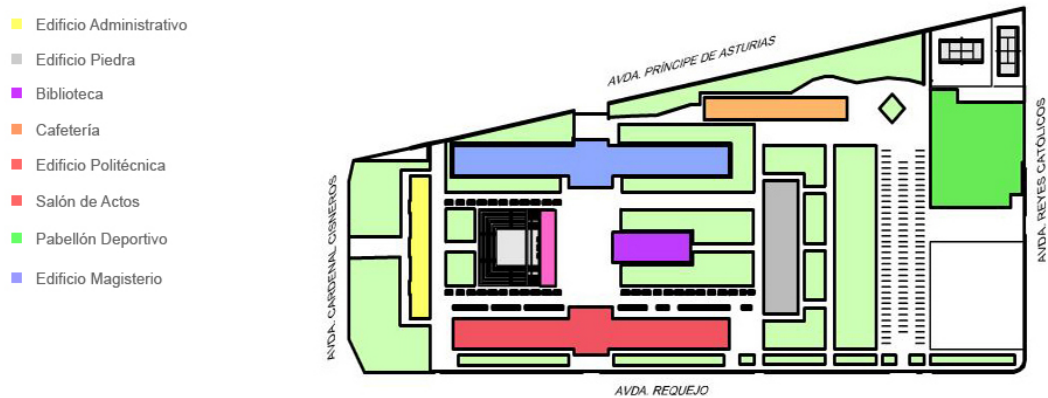 Edificio Administrativo
Edificio Piedra
Biblioteca
Cafetería
Edificio Politécnica
Salón de Actos
Pabellón Deportivo
Edificio Magisterio
AVDA. PRÍNCIPE DE ASTURIAS
AVDA. CARDENAL CISNEROS
AVDA. REYES CATÓLICOS
AVDA. REQUEJO